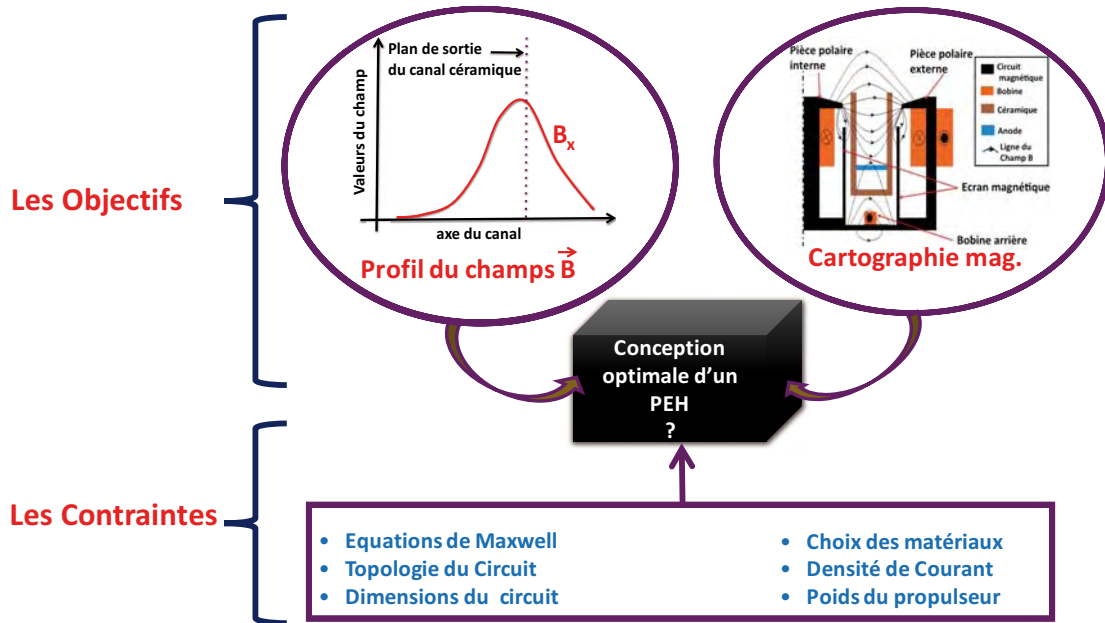 Les Objectifs
Valeurs du champ
Plan de sortie
du canal céramique
Bx
axe du canal
Profil du champs B
Pièce polaire
interne
Pièce polaire
externe
Circuit
magnétique
Bobine
Céramique
Anode
Ligne du
Champ B
Ecran magnétique
Bobine arrière
Cartographie mag.
Conception
optimale d'un
PEH
?
Les Contraintes
• Equations de Maxwell
• Topologie du Circuit
• Dimensions du circuit
• Choix des matériaux
• Densité de Courant
• Poids du propulseur